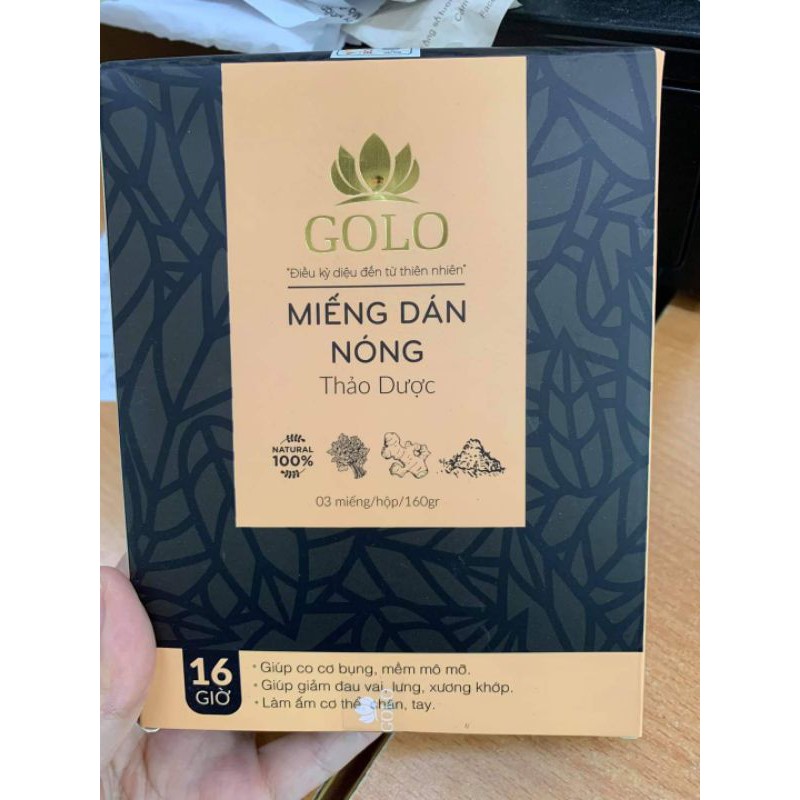 GOLO
"Điều kỳ diệu đến từ thiên nhiên"
MIẾNG DÁN
NÓNG
Thảo Dược
NATURAL
100%
03 miếng/hộp/160gr
16
GIỜ
• Giúp co cơ bụng, mềm mô mỡ.
• Giúp giảm đau vai, lưng, xương khớp.
• Làm ấm cơ thể, chân, tay.
GOLO